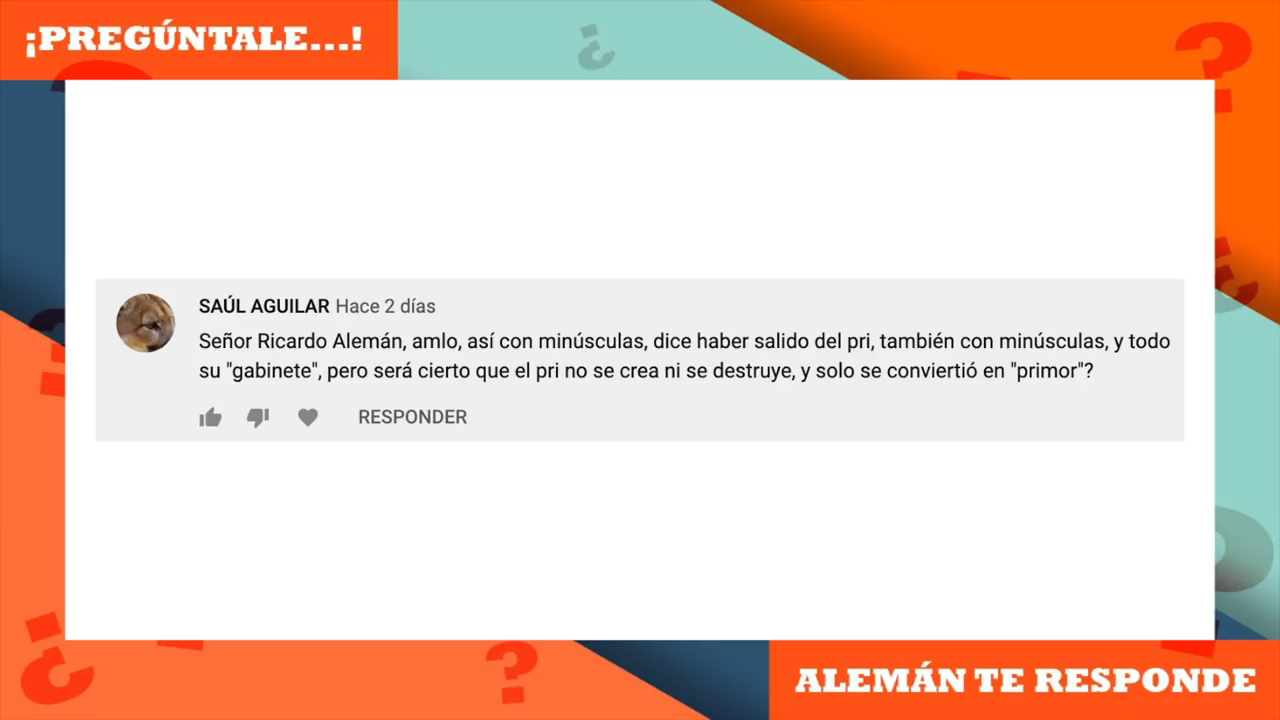 ¡PREGÚNTALE...!
SAÚL AGUILAR Hace 2 días
Señor Ricardo Alemán, amlo, así con minúsculas, dice haber salido del pri, también con minúsculas, y todo
su "gabinete", pero será cierto que el pri no se crea ni se destruye, y solo se conviertió en "primor"?
RESPONDER
ALEMÁN TE RESPONDE